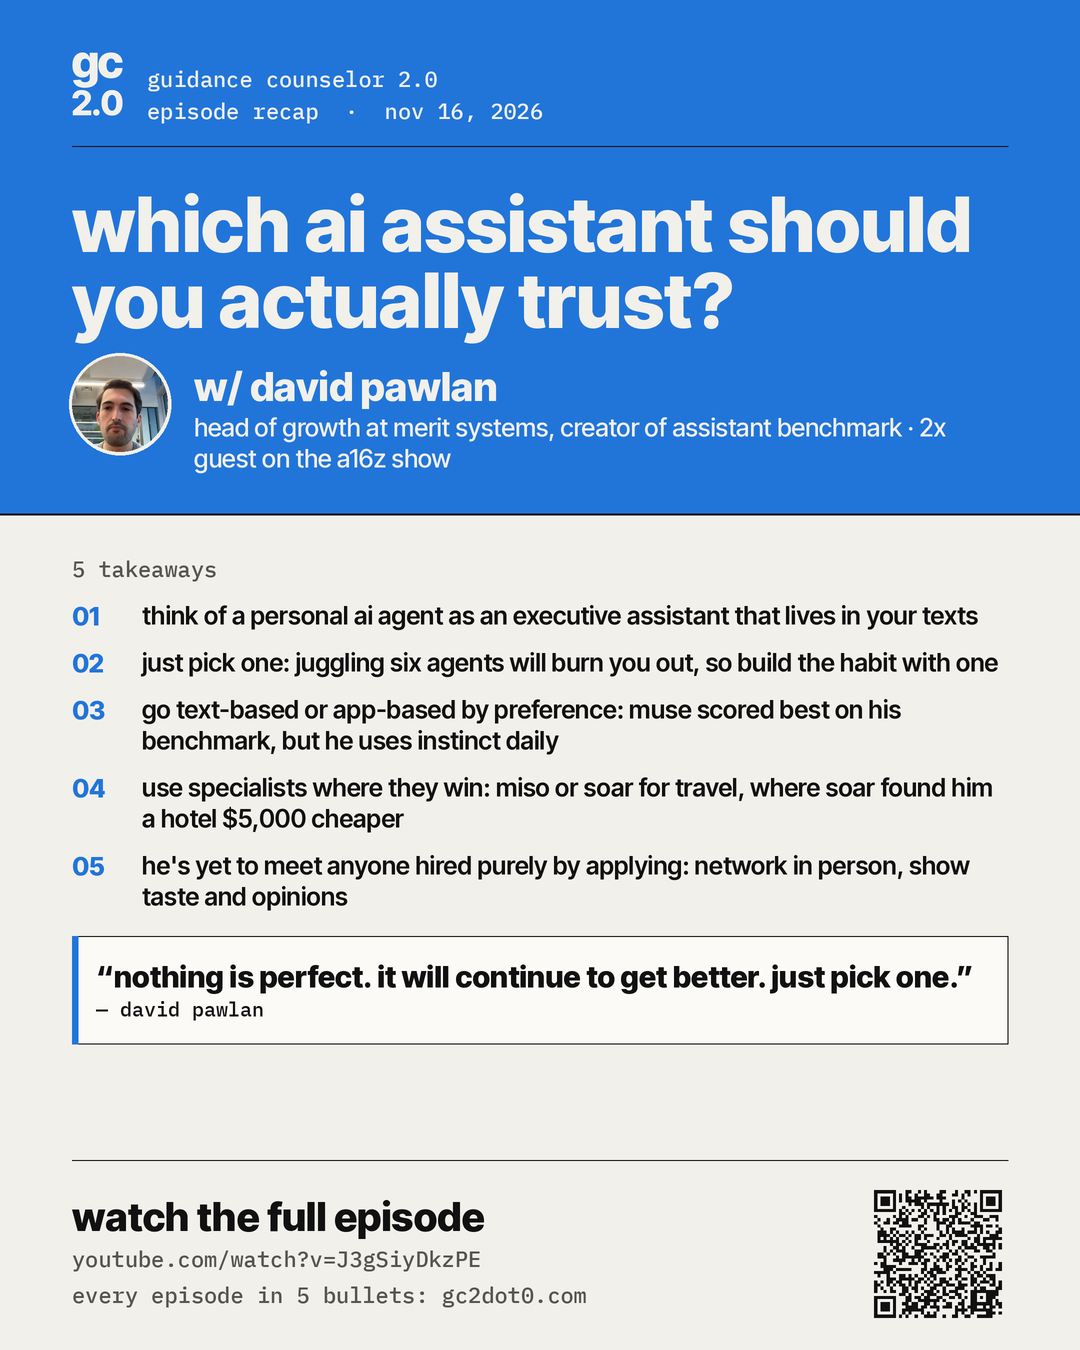 gc
2.0
guidance counselor 2.0
episode recap · nov 16, 2026
which ai assistant should
you actually trust?
w/ david pawlan
head of growth at merit systems, creator of assistant benchmark · 2x
guest on the a16z show
5 takeaways
01 think of a personal ai agent as an executive assistant that lives in your texts
02 just pick one: juggling six agents will burn you out, so build the habit with one
03 go text-based or app-based by preference: muse scored best on his
benchmark, but he uses instinct daily
04 use specialists where they win: miso or soar for travel, where soar found him
a hotel $5,000 cheaper
05 he's yet to meet anyone hired purely by applying: network in person, show
taste and opinions
“nothing is perfect. it will continue to get better. just pick one.”
— david pawlan
watch the full episode
youtube.com/watch?v=J3gSiyDkzPE
every episode in 5 bullets: gc2dot0.com